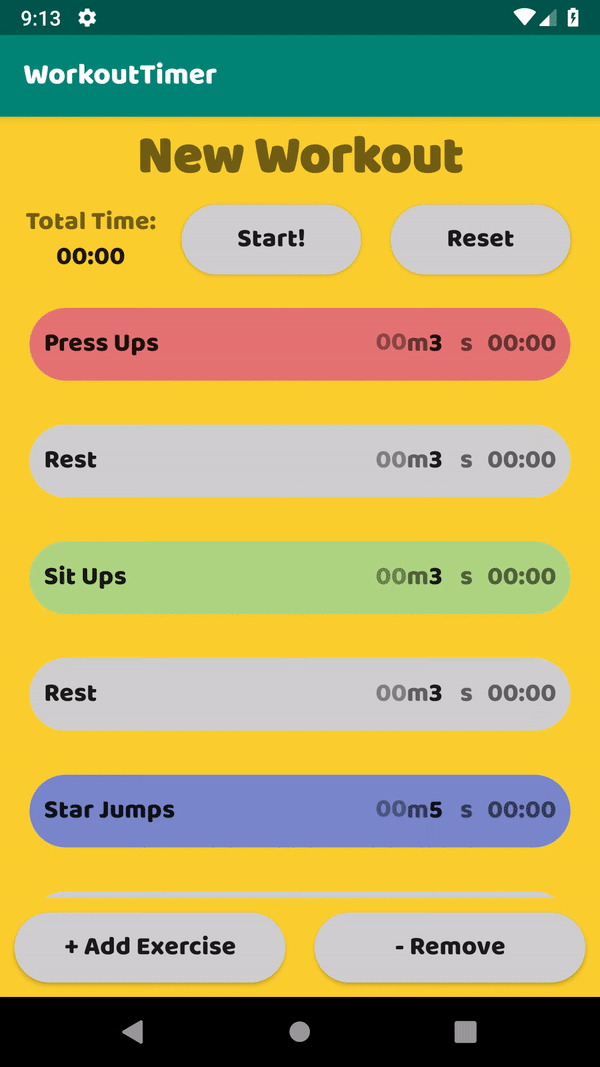 9:13
WorkoutTimer
New Workout
Total Time:
00:00
Start!
Reset
Press Ups 00m3 s 00:00
Rest 00m3 s 00:00
Sit Ups 00m3 s 00:00
Rest 00m3 s 00:00
Star Jumps 00m5 s 00:00
+ Add Exercise
- Remove